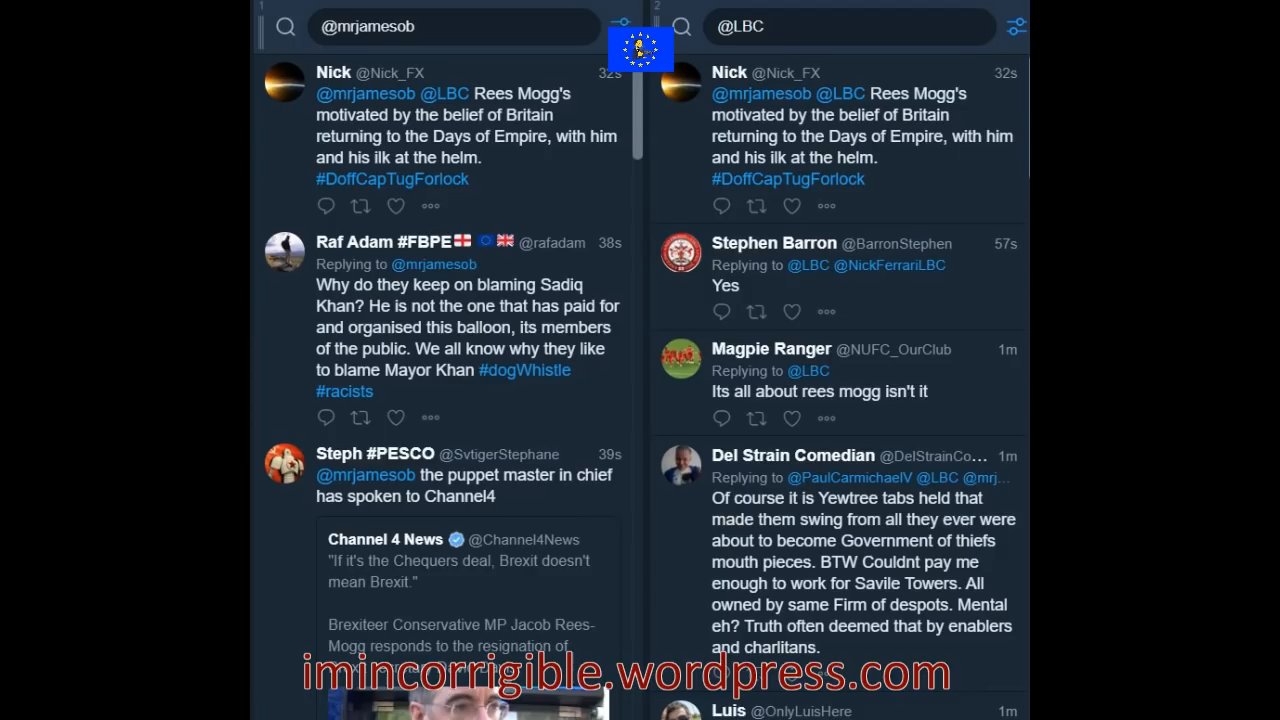 1
@mrjamesob
Nick @Nick_FX 32s
@mrjamesob @LBC Rees Mogg's
motivated by the belief of Britain
returning to the Days of Empire, with him
and his ilk at the helm.
#DoffCapTugForlock
Raf Adam #FBPE @rafadam 38s
Replying to @mrjamesob
Why do they keep on blaming Sadiq
Khan? He is not the one that has paid for
and organised this balloon, its members
of the public. We all know why they like
to blame Mayor Khan #dogWhistle
#racists
Steph #PESCO @SvtigerStephane 39s
@mrjamesob the puppet master in chief
has spoken to Channel4
Channel 4 News @Channel4News
"If it's the Chequers deal, Brexit doesn't
mean Brexit."
Brexiteer Conservative MP Jacob Rees-
Mogg responds to the resignation of
2
@LBC
Nick @Nick_FX 32s
@mrjamesob @LBC Rees Mogg's
motivated by the belief of Britain
returning to the Days of Empire, with him
and his ilk at the helm.
#DoffCapTugForlock
Stephen Barron @BarronStephen 57s
Replying to @LBC @NickFerrariLBC
Yes
Magpie Ranger @NUFC_OurClub 1m
Replying to @LBC
Its all about rees mogg isn't it
Del Strain Comedian @DelStrainCo... 1m
Replying to @PaulCarmichaelV @LBC @mrj...
Of course it is Yewtree tabs held that
made them swing from all they ever were
about to become Government of thiefs
mouth pieces. BTW Couldnt pay me
enough to work for Savile Towers. All
owned by same Firm of despots. Mental
eh? Truth often deemed that by enablers
and charlitans.
Luis @OnlyLuisHere 1m
imincorrigible.wordpress.com